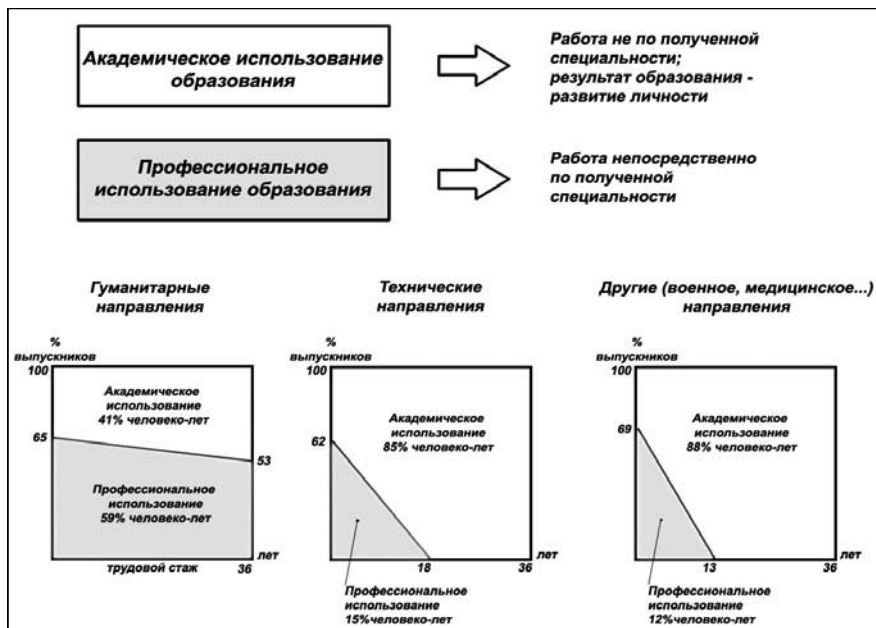 Академическое использование
образования
Работа не по полученной
специальности;
результат образования -
развитие личности
Профессиональное
использование образования
Работа непосредственно
по полученной
специальности
Гуманитарные
направления
%
выпускников
100
65
Академическое
использование
41% человеко-лет
53
Профессиональное
использование
59% человеко-лет
трудовой стаж
36
лет
Технические
направления
%
выпускников
100
62
Академическое
использование
85% человеко-лет
18
36
лет
Профессиональное
использование
15%человеко-лет
Другие (военное, медицинское...)
направления
%
выпускников
100
69
Академическое
использование
88% человеко-лет
13
36
лет
Профессиональное
использование
12%человеко-лет